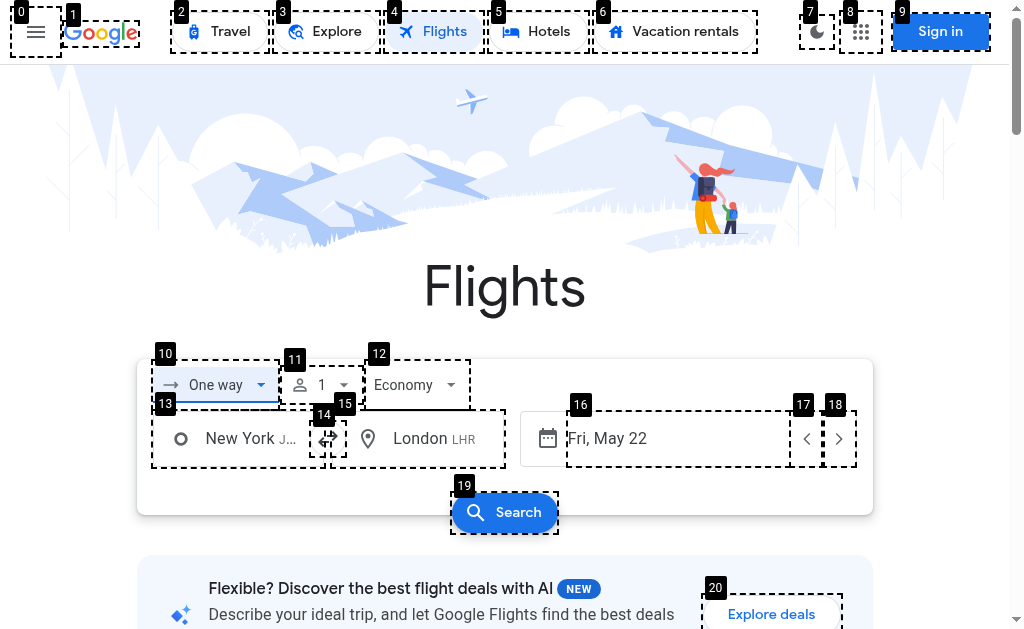 0 1 2 3 4 5 6 7 8 9
Google Travel Explore Flights Hotels Vacation rentals Sign in
Flights
10 11 12
One way 1 Economy
13 14 15 16 17 18
New York J... London LHR Fri, May 22
19
Search
Flexible? Discover the best flight deals with AI NEW
20
Describe your ideal trip, and let Google Flights find the best deals
Explore deals